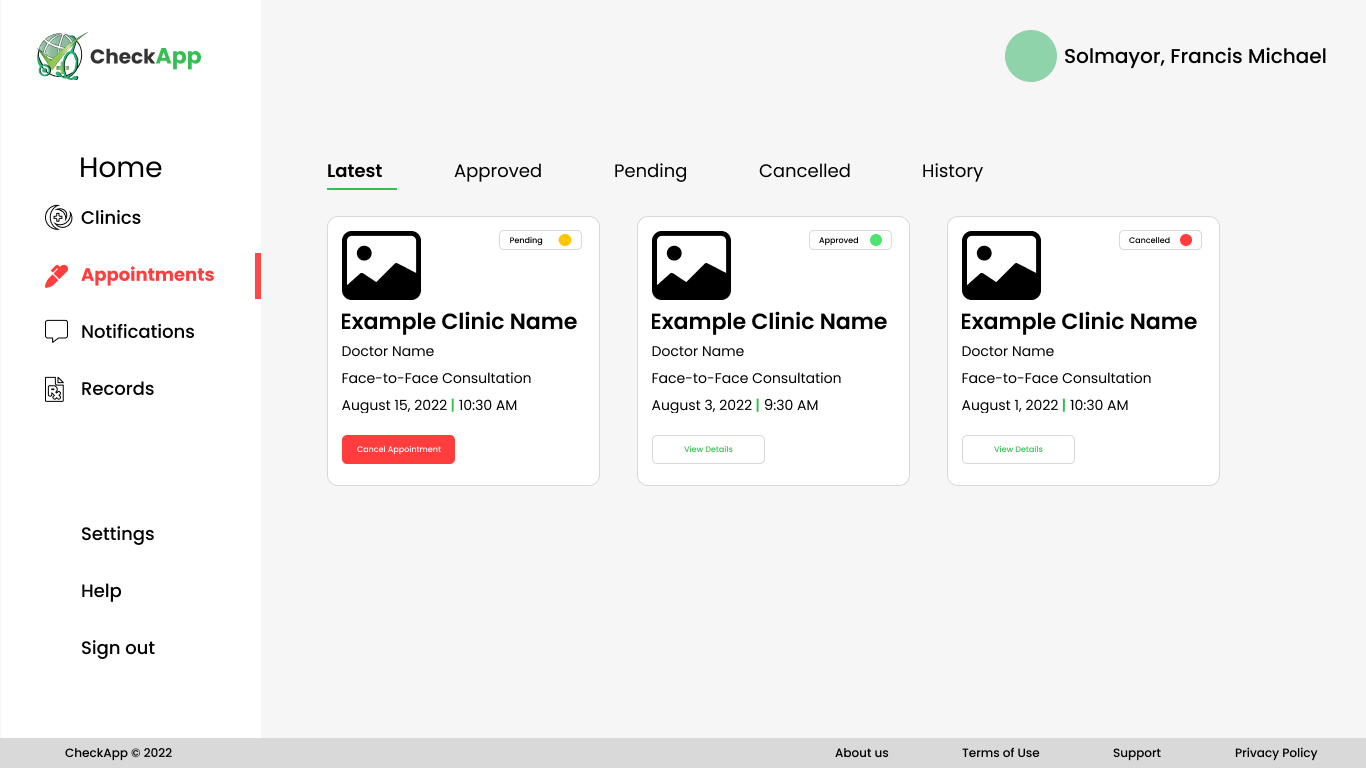 CheckApp
Solmayor, Francis Michael
Home
Clinics
Appointments
Notifications
Records
Settings
Help
Sign out
Latest Approved Pending Cancelled History
Pending
Example Clinic Name
Doctor Name
Face-to-Face Consultation
August 15, 2022 | 10:30 AM
Cancel Appointment
Approved
Example Clinic Name
Doctor Name
Face-to-Face Consultation
August 3, 2022 | 9:30 AM
View Details
Cancelled
Example Clinic Name
Doctor Name
Face-to-Face Consultation
August 1, 2022 | 10:30 AM
View Details
CheckApp © 2022 About us Terms of Use Support Privacy Policy